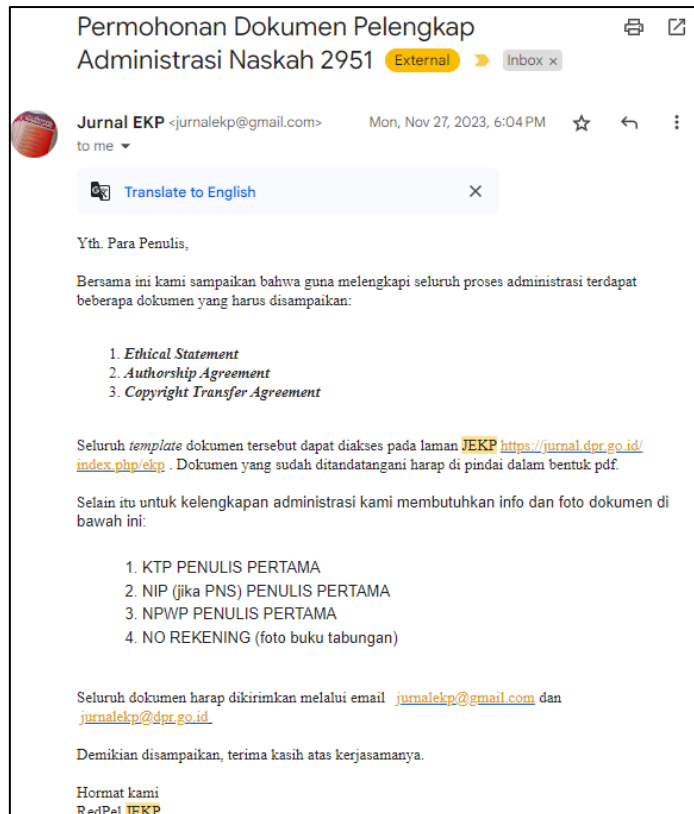 Permohonan Dokumen Pelengkap
Administrasi Naskah 2951 External Inbox x
Jurnal EKP <jurnalekp@gmail.com> Mon, Nov 27, 2023, 6:04 PM
to me
Translate to English
Yth. Para Penulis,
Bersama ini kami sampaikan bahwa guna melengkapi seluruh proses administrasi terdapat
beberapa dokumen yang harus disampaikan:
1. Ethical Statement
2. Authorship Agreement
3. Copyright Transfer Agreement
Seluruh template dokumen tersebut dapat diakses pada laman JEKP https://jurnal.dpr.go.id/
index.php/ekp . Dokumen yang sudah ditandatangani harap di pindai dalam bentuk pdf.
Selain itu untuk kelengkapan administrasi kami membutuhkan info dan foto dokumen di
bawah ini:
1. KTP PENULIS PERTAMA
2. NIP (jika PNS) PENULIS PERTAMA
3. NPWP PENULIS PERTAMA
4. NO REKENING (foto buku tabungan)
Seluruh dokumen harap dikirimkan melalui email jurnalekp@gmail.com dan
jurnalekp@dpr.go.id
Demikian disampaikan, terima kasih atas kerjasamanya.
Hormat kami
RedPel JEKP